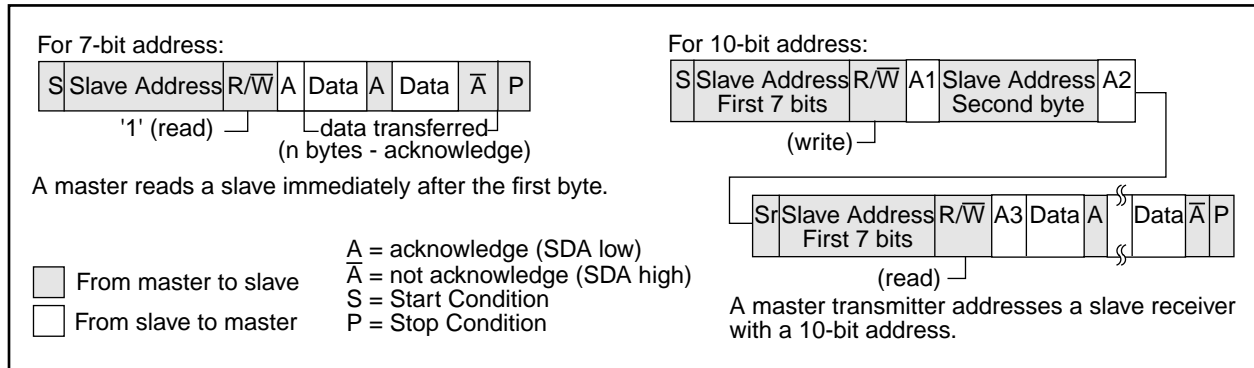 For 7-bit address:
S Slave Address R/W̅ A Data A Data A̅ P
'1' (read)
data transferred
(n bytes - acknowledge)
A master reads a slave immediately after the first byte.
From master to slave
From slave to master
A = acknowledge (SDA low)
A̅ = not acknowledge (SDA high)
S = Start Condition
P = Stop Condition
For 10-bit address:
S Slave Address First 7 bits R/W̅ A1 Slave Address Second byte A2
(write)
Sr Slave Address First 7 bits R/W̅ A3 Data A Data A̅ P
(read)
A master transmitter addresses a slave receiver
with a 10-bit address.